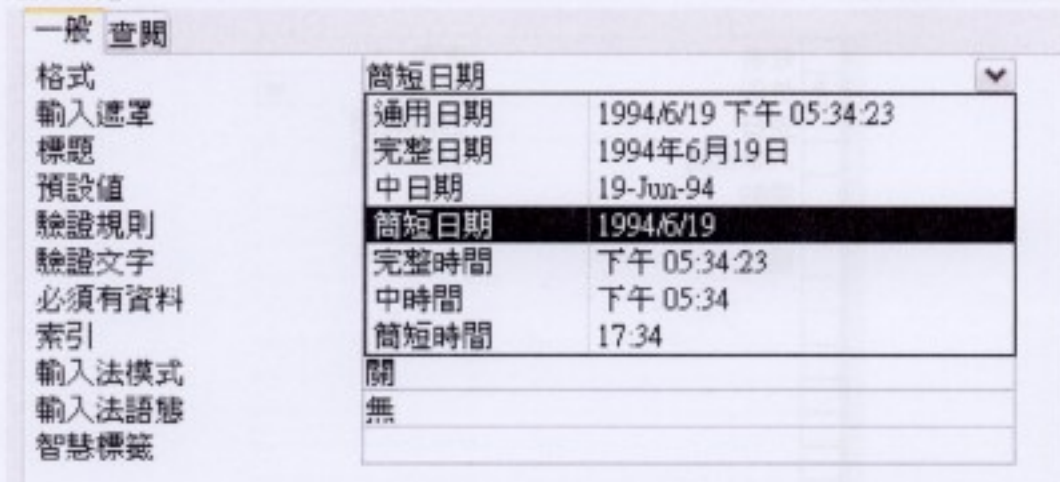 一般 查閱
格式 簡短日期
輸入遮罩 通用日期 1994/6/19 下午 05:34:23
標題 完整日期 1994年6月19日
預設值 中日期 19-Jun-94
驗證規則 簡短日期 1994/6/19
驗證文字 完整時間 下午 05:34:23
必須有資料 中時間 下午 05:34
索引 簡短時間 17:34
輸入法模式 關
輸入法語態 無
智慧標籤